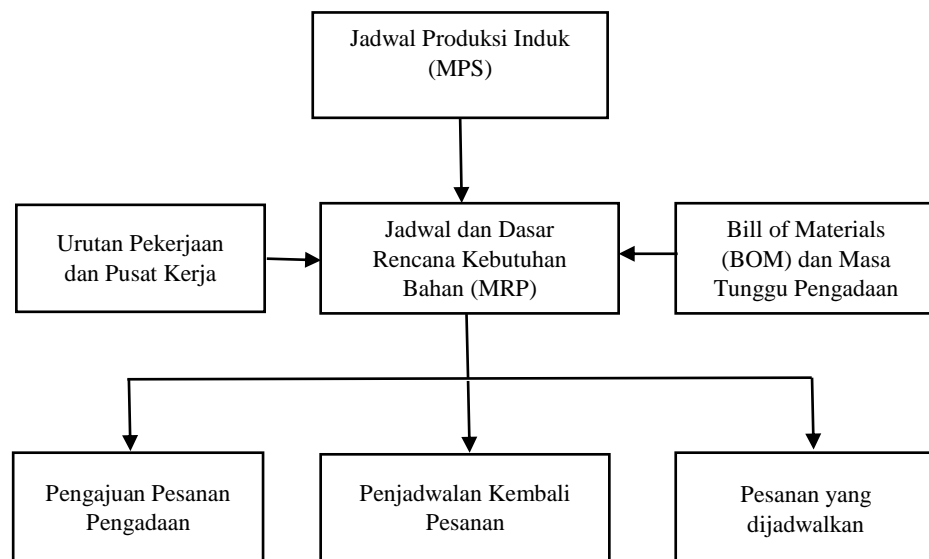 Jadwal Produksi Induk
(MPS)
Urutan Pekerjaan
dan Pusat Kerja
Jadwal dan Dasar
Rencana Kebutuhan
Bahan (MRP)
Bill of Materials
(BOM) dan Masa
Tunggu Pengadaan
Pengajuan Pesanan
Pengadaan
Penjadwalan Kembali
Pesanan
Pesanan yang
dijadwalkan